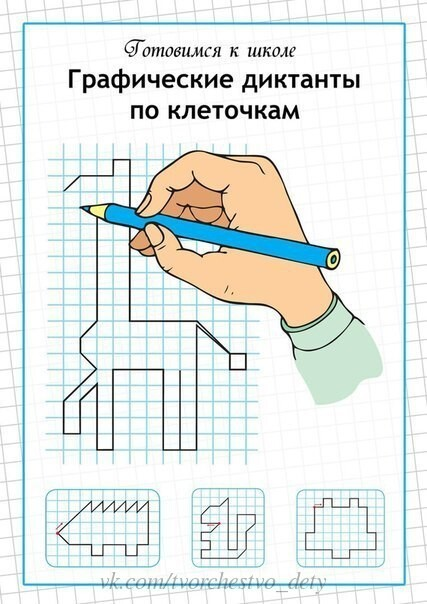 Готовимся к школе
Графические диктанты
по клеточкам
vk.com/tvorchestvo_dety